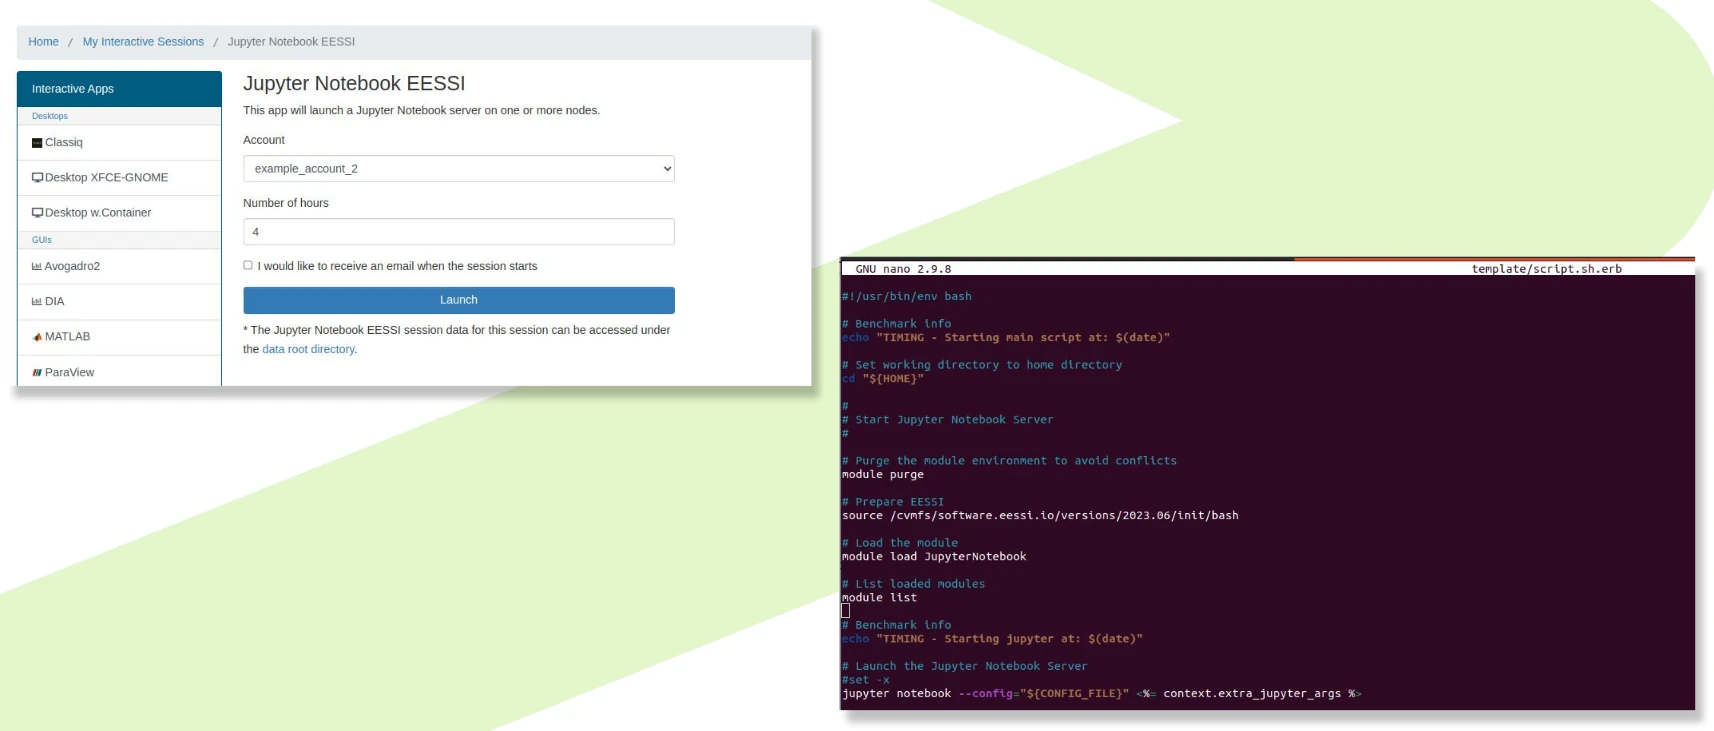 Home / My Interactive Sessions / Jupyter Notebook EESSI
Interactive Apps
Desktops
Classiq
Desktop XFCE-GNOME
Desktop w.Container
GUIs
Avogadro2
DIA
MATLAB
ParaView
Jupyter Notebook EESSI
This app will launch a Jupyter Notebook server on one or more nodes.
Account
example_account_2
Number of hours
4
I would like to receive an email when the session starts
Launch
* The Jupyter Notebook EESSI session data for this session can be accessed under
the data root directory.
GNU nano 2.9.8 template/script.sh.erb
#!/usr/bin/env bash
# Benchmark info
echo "TIMING - Starting main script at: $(date)"
# Set working directory to home directory
cd "${HOME}"
#
# Start Jupyter Notebook Server
#
# Purge the module environment to avoid conflicts
module purge
# Prepare EESSI
source /cvmfs/software.eessi.io/versions/2023.06/init/bash
# Load the module
module load JupyterNotebook
# List loaded modules
module list
# Benchmark info
echo "TIMING - Starting jupyter at: $(date)"
# Launch the Jupyter Notebook Server
#set -x
jupyter notebook --config="${CONFIG_FILE}" <%= context.extra_jupyter_args %>